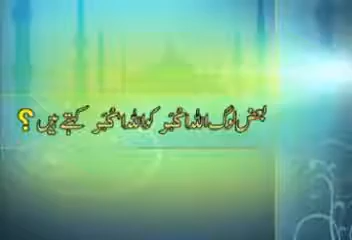 بعض لوگ اللہ اکبر کو اللہ اکبر کہتے ہیں ؟